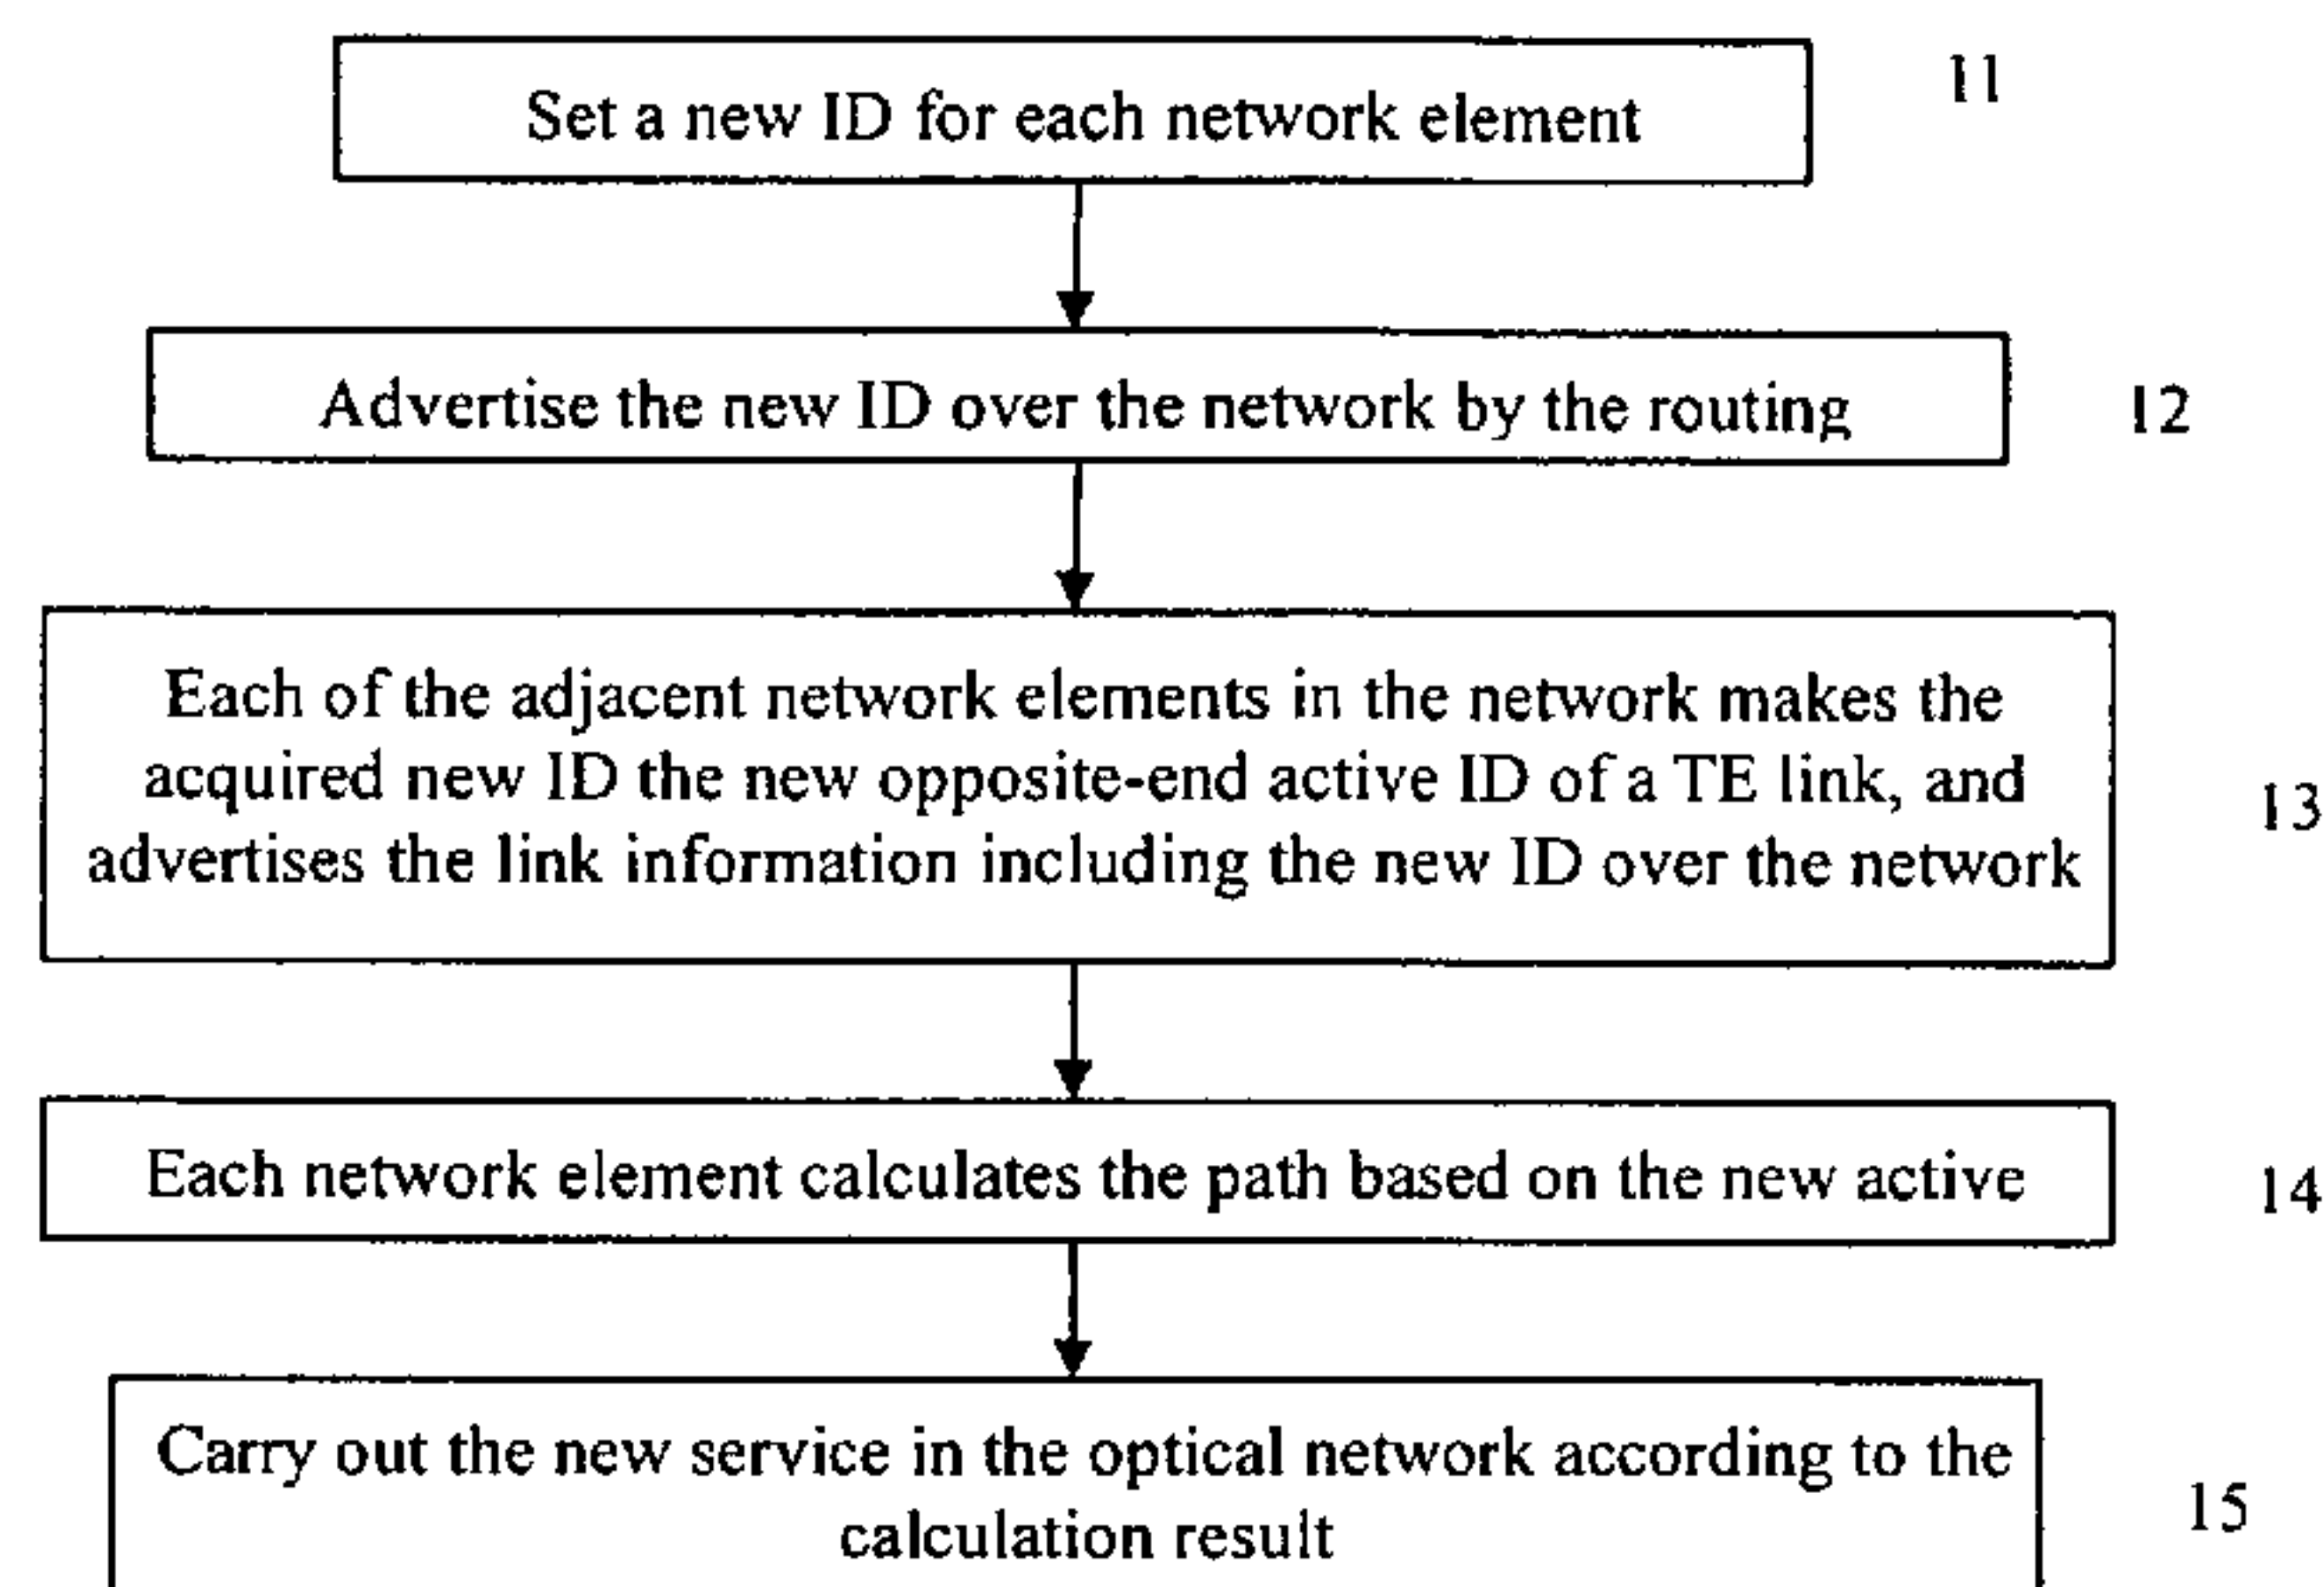 Set a new ID for each network element
11
Advertise the new ID over the network by the routing
12
Each of the adjacent network elements in the network makes the
acquired new ID the new opposite-end active ID of a TE link, and
advertises the link information including the new ID over the network
13
Each network element calculates the path based on the new active
14
Carry out the new service in the optical network according to the
calculation result
15